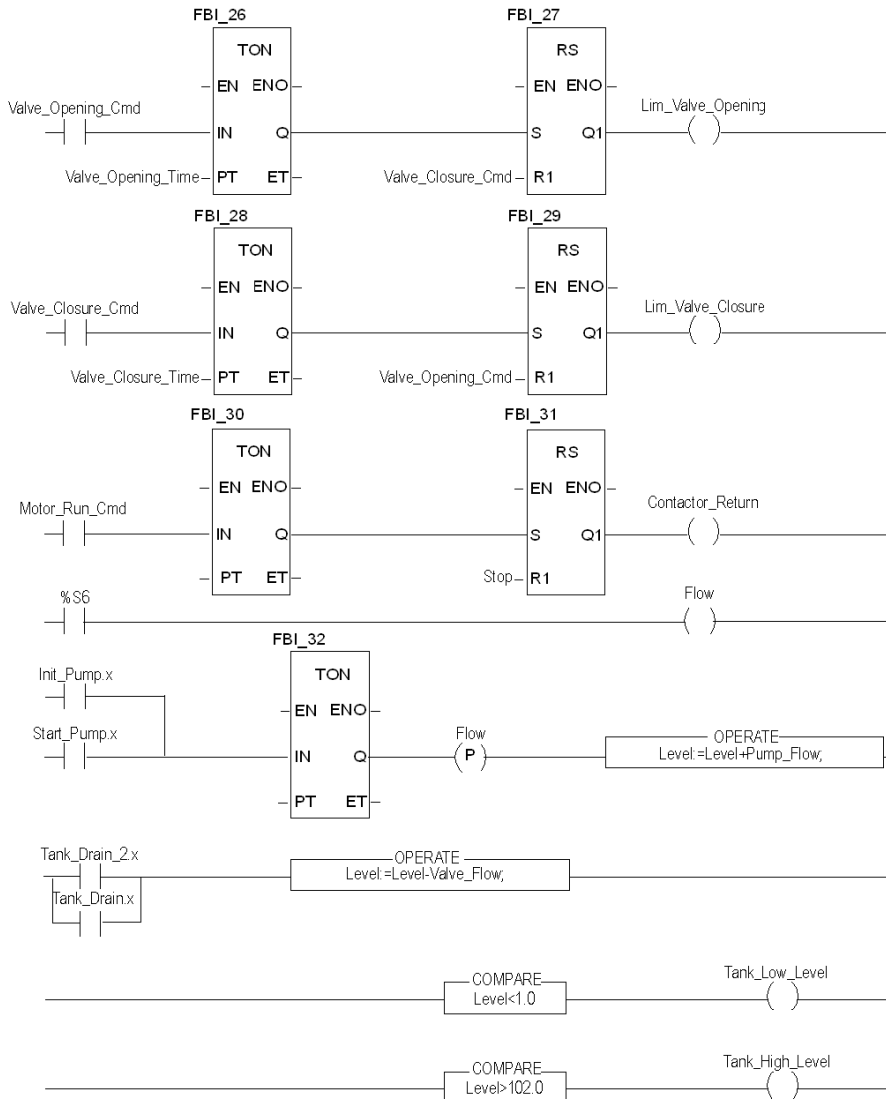 FBI_26 FBI_27
TON RS
EN ENO EN ENO
Valve_Opening_Cmd Lim_Valve_Opening
IN Q S Q1
Valve_Opening_Time PT ET Valve_Closure_Cmd R1
FBI_28 FBI_29
TON RS
EN ENO EN ENO
Valve_Closure_Cmd Lim_Valve_Closure
IN Q S Q1
Valve_Closure_Time PT ET Valve_Opening_Cmd R1
FBI_30 FBI_31
TON RS
EN ENO EN ENO
Motor_Run_Cmd Contactor_Return
IN Q S Q1
PT ET Stop R1
%S6 Flow
FBI_32
Init_Pump.x TON
EN ENO
Start_Pump.x Flow OPERATE
IN Q P Level:=Level+Pump_Flow;
PT ET
Tank_Drain_2.x OPERATE
Level:=Level-Valve_Flow;
Tank_Drain.x
COMPARE Tank_Low_Level
Level<1.0
COMPARE Tank_High_Level
Level>102.0